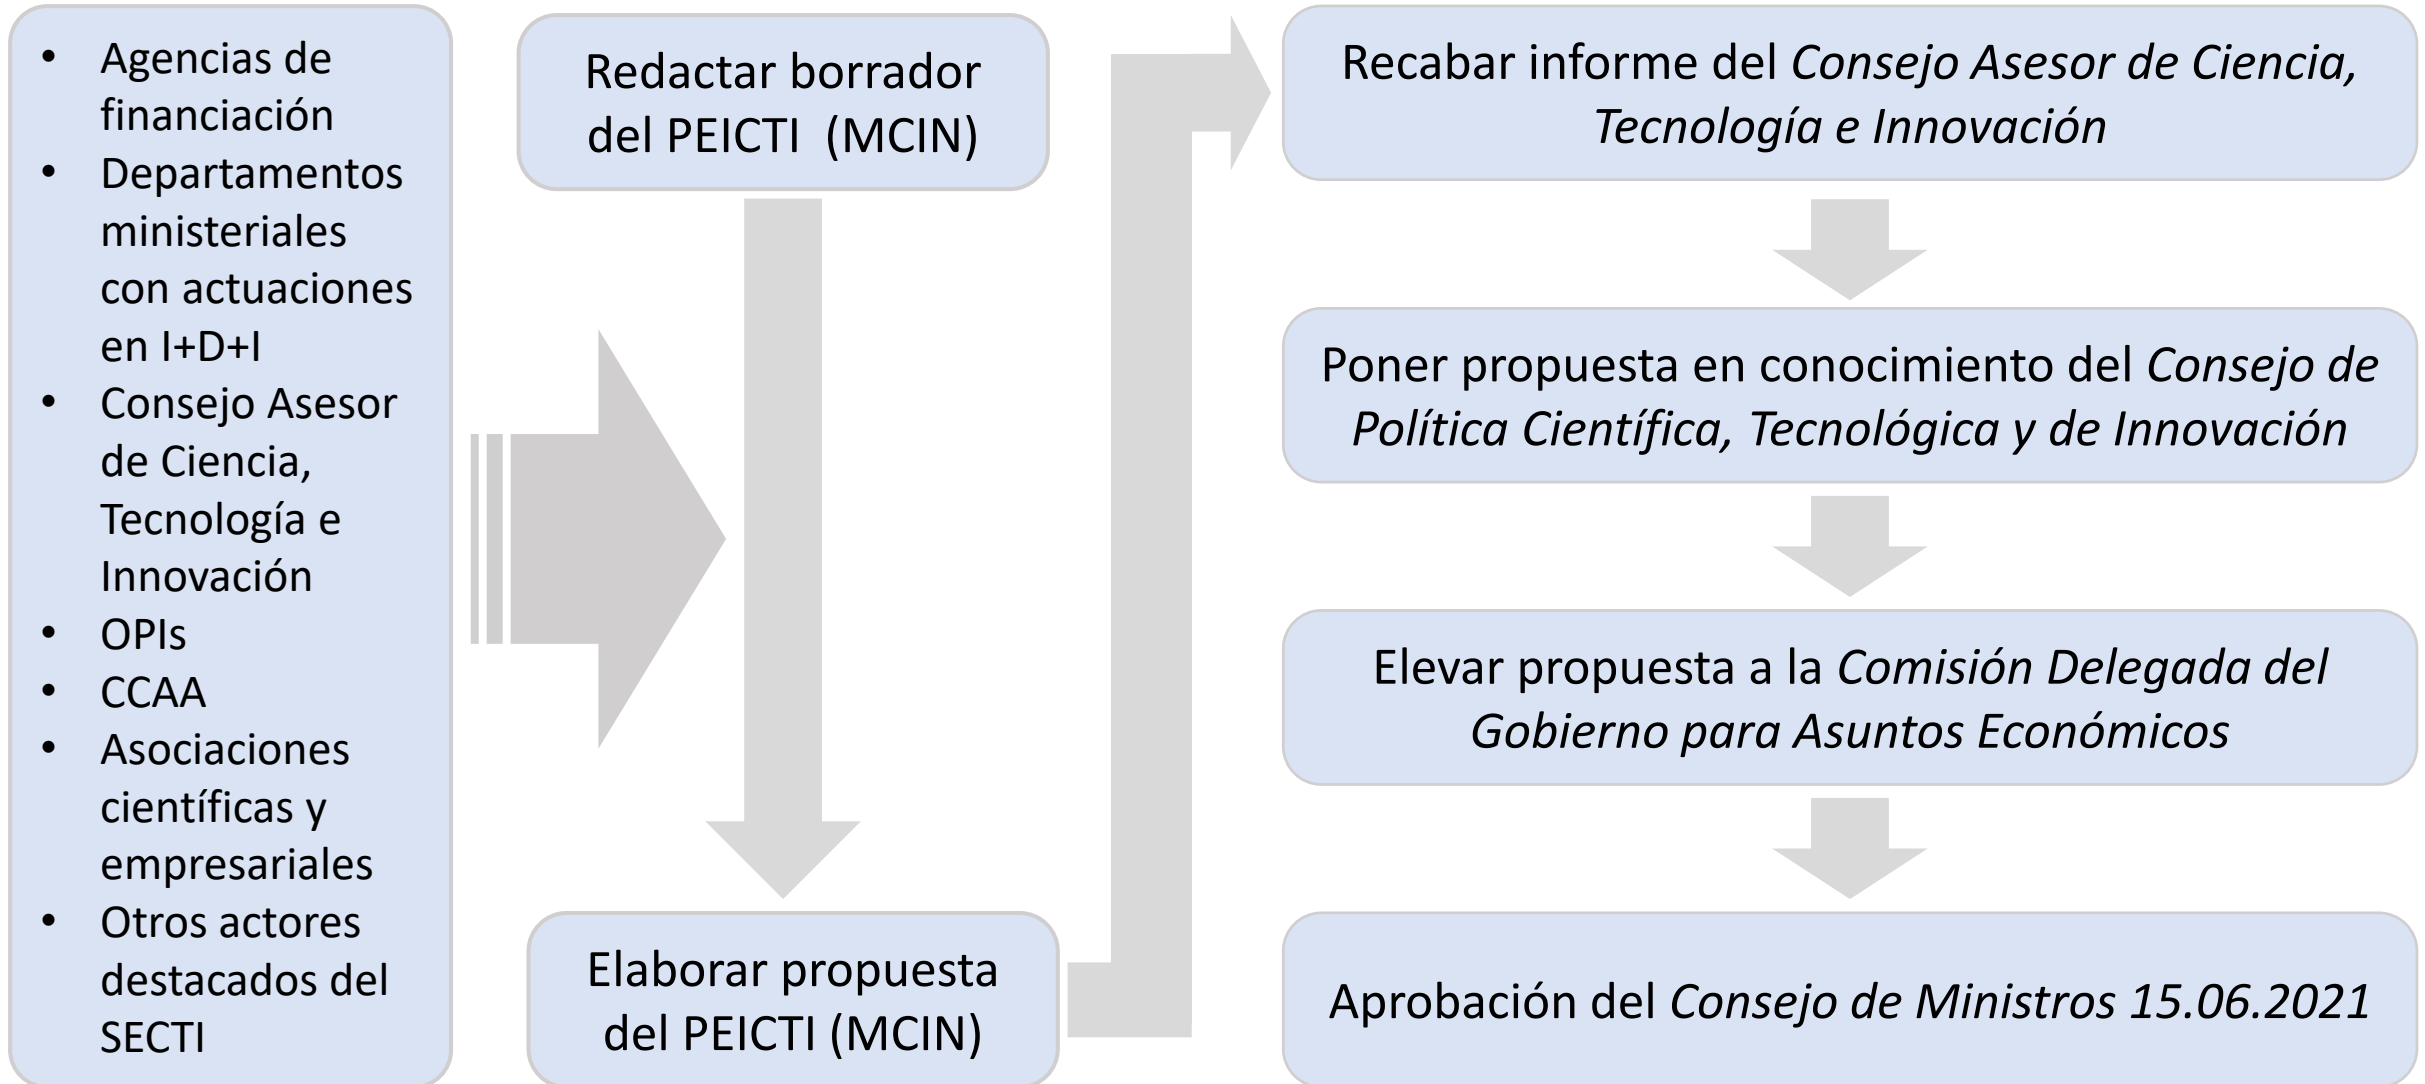 • Agencias de
financiación
• Departamentos
ministeriales
con actuaciones
en I+D+I
• Consejo Asesor
de Ciencia,
Tecnología e
Innovación
• OPIs
• CCAA
• Asociaciones
científicas y
empresariales
• Otros actores
destacados del
SECTI
Redactar borrador
del PEICTI (MCIN)
Elaborar propuesta
del PEICTI (MCIN)
Recabar informe del Consejo Asesor de Ciencia,
Tecnología e Innovación
Poner propuesta en conocimiento del Consejo de
Política Científica, Tecnológica y de Innovación
Elevar propuesta a la Comisión Delegada del
Gobierno para Asuntos Económicos
Aprobación del Consejo de Ministros 15.06.2021